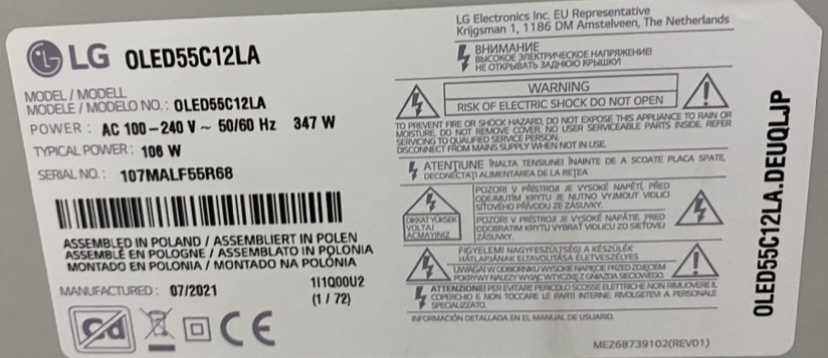 LG OLED55C12LA
MODEL / MODELL
MODELE / MODELO NO.: OLED55C12LA
POWER : AC 100 – 240 V ~ 50/60 Hz 347 W
TYPICAL POWER: 106 W
SERIAL NO.: 107MALF55R68
ASSEMBLED IN POLAND / ASSEMBLIERT IN POLEN
ASSEMBLÉ EN POLOGNE / ASSEMBLATO IN POLONIA
MONTADO EN POLONIA / MONTADO NA POLÔNIA
MANUFACTURED : 07/2021 1I1Q00U2
(1 / 72)
Cd
CE
LG Electronics Inc. EU Representative
Krijgsman 1, 1186 DM Amstelveen, The Netherlands
ВНИМАНИЕ
ВЫСОКОЕ ЭЛЕКТРИЧЕСКОЕ НАПРЯЖЕНИЕ!
НЕ ОТКРЫВАТЬ ЗАДНЮЮ КРЫШКУ!
WARNING
RISK OF ELECTRIC SHOCK DO NOT OPEN
TO PREVENT FIRE OR SHOCK HAZARD, DO NOT EXPOSE THIS APPLIANCE TO RAIN OR
MOISTURE. DO NOT REMOVE COVER. NO USER SERVICEABLE PARTS INSIDE. REFER
SERVICING TO QUALIFIED SERVICE PERSON.
DISCONNECT FROM MAINS SUPPLY WHEN NOT IN USE.
ATENȚIUNE ÎNALTA TENSIUNE! ÎNAINTE DE A SCOATE PLACA SPATE,
DECONECTAȚI ALIMENTAREA DE LA REȚEA
DIKKAT YÜKSEK
VOLTAJ
AÇMAYINIZ
POZOR! V PŘÍSTROJI JE VYSOKÉ NAPĚTÍ, PŘED
ODEJMUTÍM KRYTU JE NUTNO VYJMOUT VIDLICI
SÍŤOVÉHO PŘÍVODU ZE ZÁSUVKY.
POZOR! V PRÍSTROJI JE VYSOKÉ NAPÄTIE, PRED
ODOBRATÍM KRYTU VYBRAŤ VIDLICU ZO SIEŤOVEJ
ZÁSUVKY.
FIGYELEM! NAGYFESZÜLTSÉG! A KÉSZÜLÉK
HÁTLAPJÁNAK ELTÁVOLÍTÁSA ÉLETVESZÉLYES
UWAGA! W ODBIORNIKU WYSOKIE NAPIĘCIE PRZED ZDJĘCIEM
POKRYWY NALEŻY WYJĄĆ WTYCZKĘ Z GNIAZDA SIECIOWEGO.
ATTENZIONE! PER EVITARE PERICOLO SCOSSE ELETTRICHE NON RIMUOVERE IL
COPERCHIO E NON TOCCARE LE PARTI INTERNE. RIVOLGETEVI A PERSONALE
SPECIALIZZATO.
INFORMACIÓN DETALLADA EN EL MANUAL DE USUARIO.
MEZ68739102(REV01)
OLED55C12LA.DEUQLJP